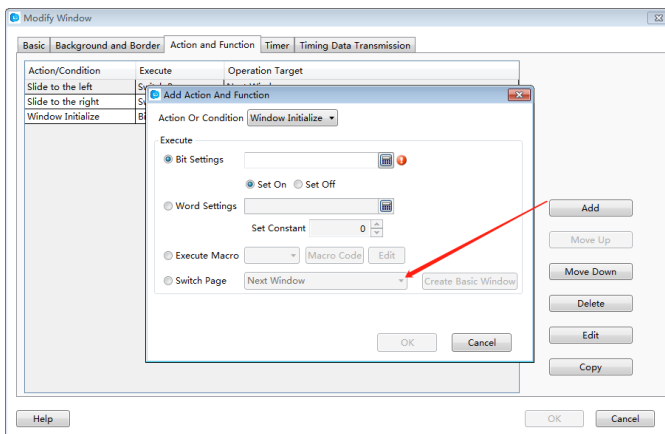 Modify Window
Basic Background and Border Action and Function Timer Timing Data Transmission
Action/Condition Execute Operation Target
Slide to the left
Slide to the right
Window Initialize
Add Action And Function
Action Or Condition Window Initialize
Execute
Bit Settings
Set On Set Off
Word Settings
Set Constant 0
Execute Macro Macro Code Edit
Switch Page Next Window Create Basic Window
OK Cancel
Add
Move Up
Move Down
Delete
Edit
Copy
Help OK Cancel